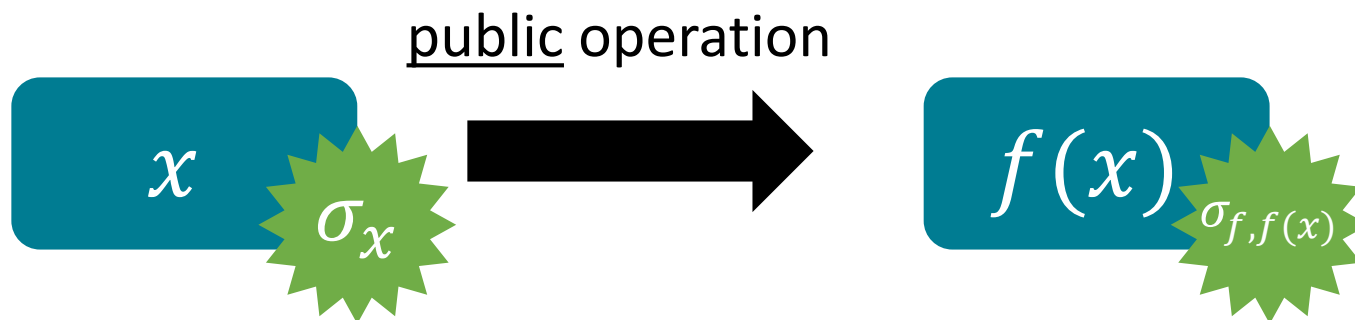 public operation
x
σ_x
f(x)
σ_{f,f(x)}